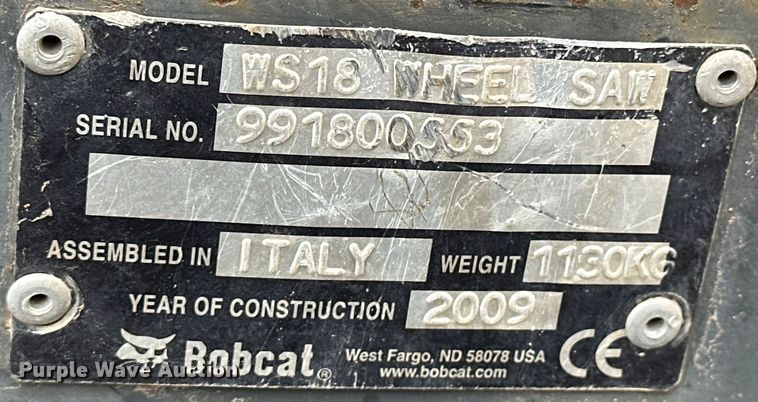 MODEL WS18 WHEEL SAW
SERIAL NO.
ASSEMBLED IN ITALY WEIGHT 1130KG
YEAR OF CONSTRUCTION 2009
Bobcat® West Fargo, ND 58078 USA CE
www.bobcat.com
Purple Wave Auction